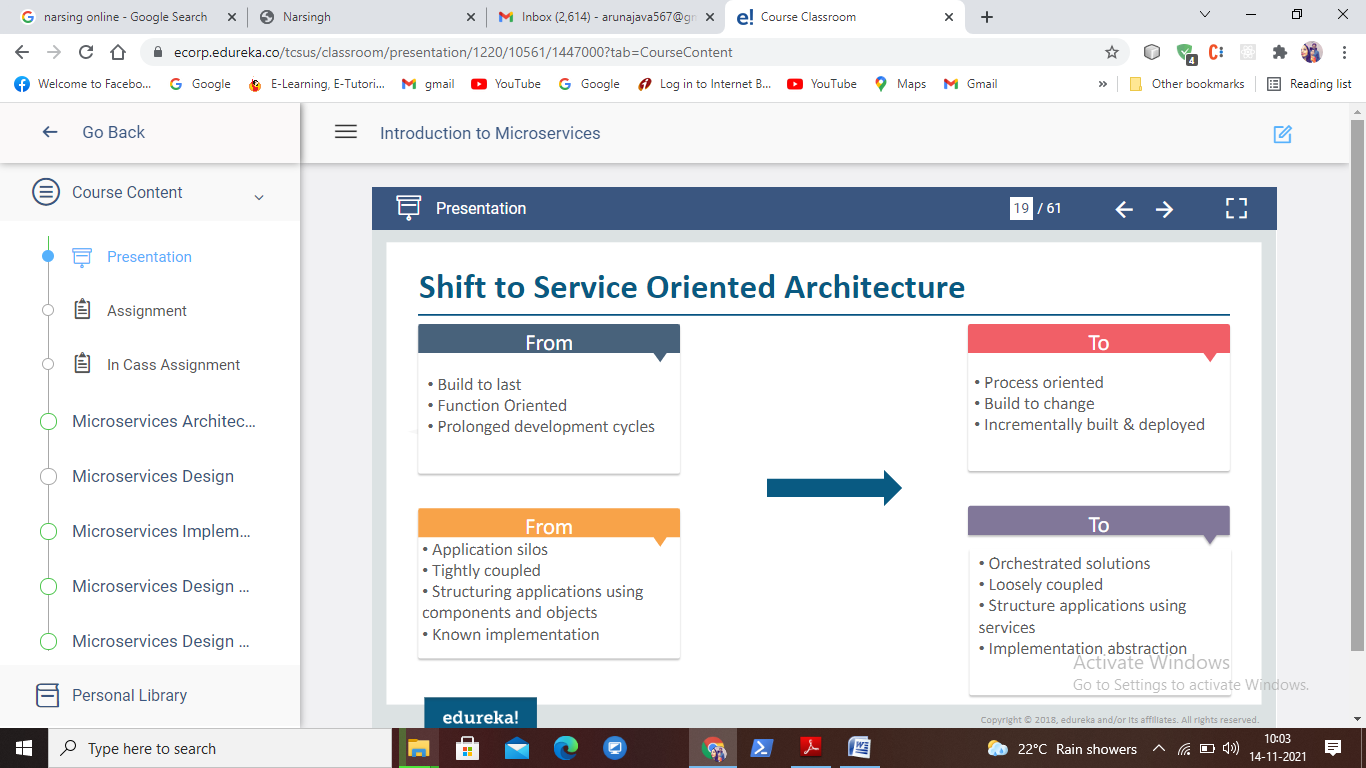 narsing online - Google Search
Narsingh
Inbox (2,614) - arunajava567@gm
Course Classroom
ecorp.edureka.co/tcsus/classroom/presentation/1220/10561/1447000?tab=CourseContent
4
Welcome to Facebo...
Google
E-Learning, E-Tutori...
gmail
YouTube
Google
Log in to Internet B...
YouTube
Maps
Gmail
»
Other bookmarks
Reading list
Go Back
Introduction to Microservices
Course Content
Presentation
Assignment
In Cass Assignment
Microservices Architec...
Microservices Design
Microservices Implem...
Microservices Design ...
Microservices Design ...
Personal Library
Presentation
19 / 61
Shift to Service Oriented Architecture
From
• Build to last
• Function Oriented
• Prolonged development cycles
To
• Process oriented
• Build to change
• Incrementally built & deployed
From
• Application silos
• Tightly coupled
• Structuring applications using
components and objects
• Known implementation
To
• Orchestrated solutions
• Loosely coupled
• Structure applications using
services
• Implementation abstraction
Activate Windows
Go to Settings to activate Windows.
edureka!
Copyright © 2018, edureka and/or its affiliates. All rights reserved.
Type here to search
22°C Rain showers
10:03
14-11-2021